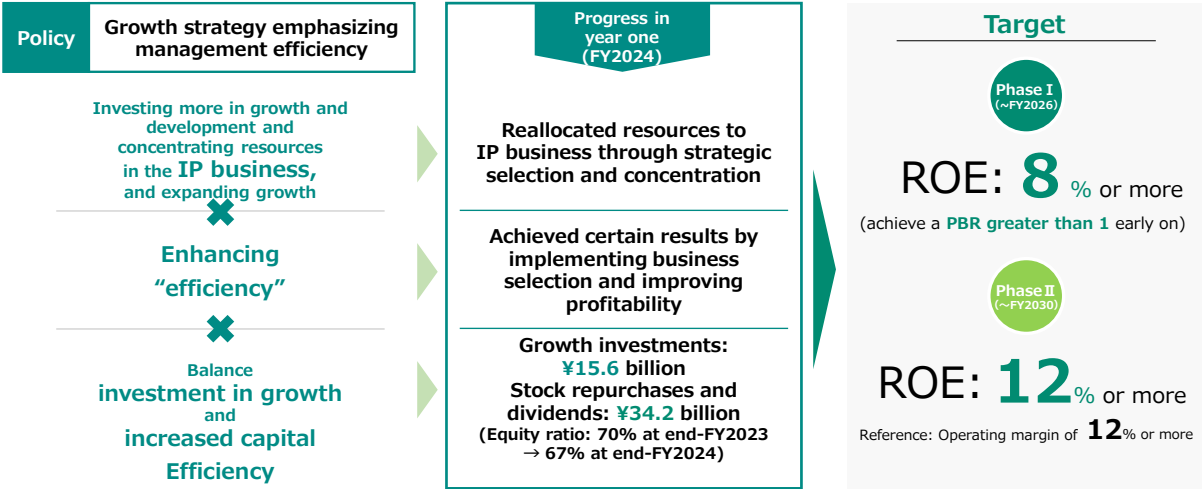 Policy
Growth strategy emphasizing
management efficiency
Investing more in growth and
development and
concentrating resources
in the IP business,
and expanding growth
Enhancing
“efficiency”
Balance
investment in growth
and
increased capital
Efficiency
Progress in
year one
(FY2024)
Reallocated resources to
IP business through strategic
selection and concentration
Achieved certain results by
implementing business
selection and improving
profitability
Growth investments:
¥15.6 billion
Stock repurchases and
dividends: ¥34.2 billion
(Equity ratio: 70% at end-FY2023
→ 67% at end-FY2024)
Target
Phase Ⅰ
(~FY2026)
ROE: 8 % or more
(achieve a PBR greater than 1 early on)
Phase Ⅱ
(~FY2030)
ROE: 12% or more
Reference: Operating margin of 12% or more